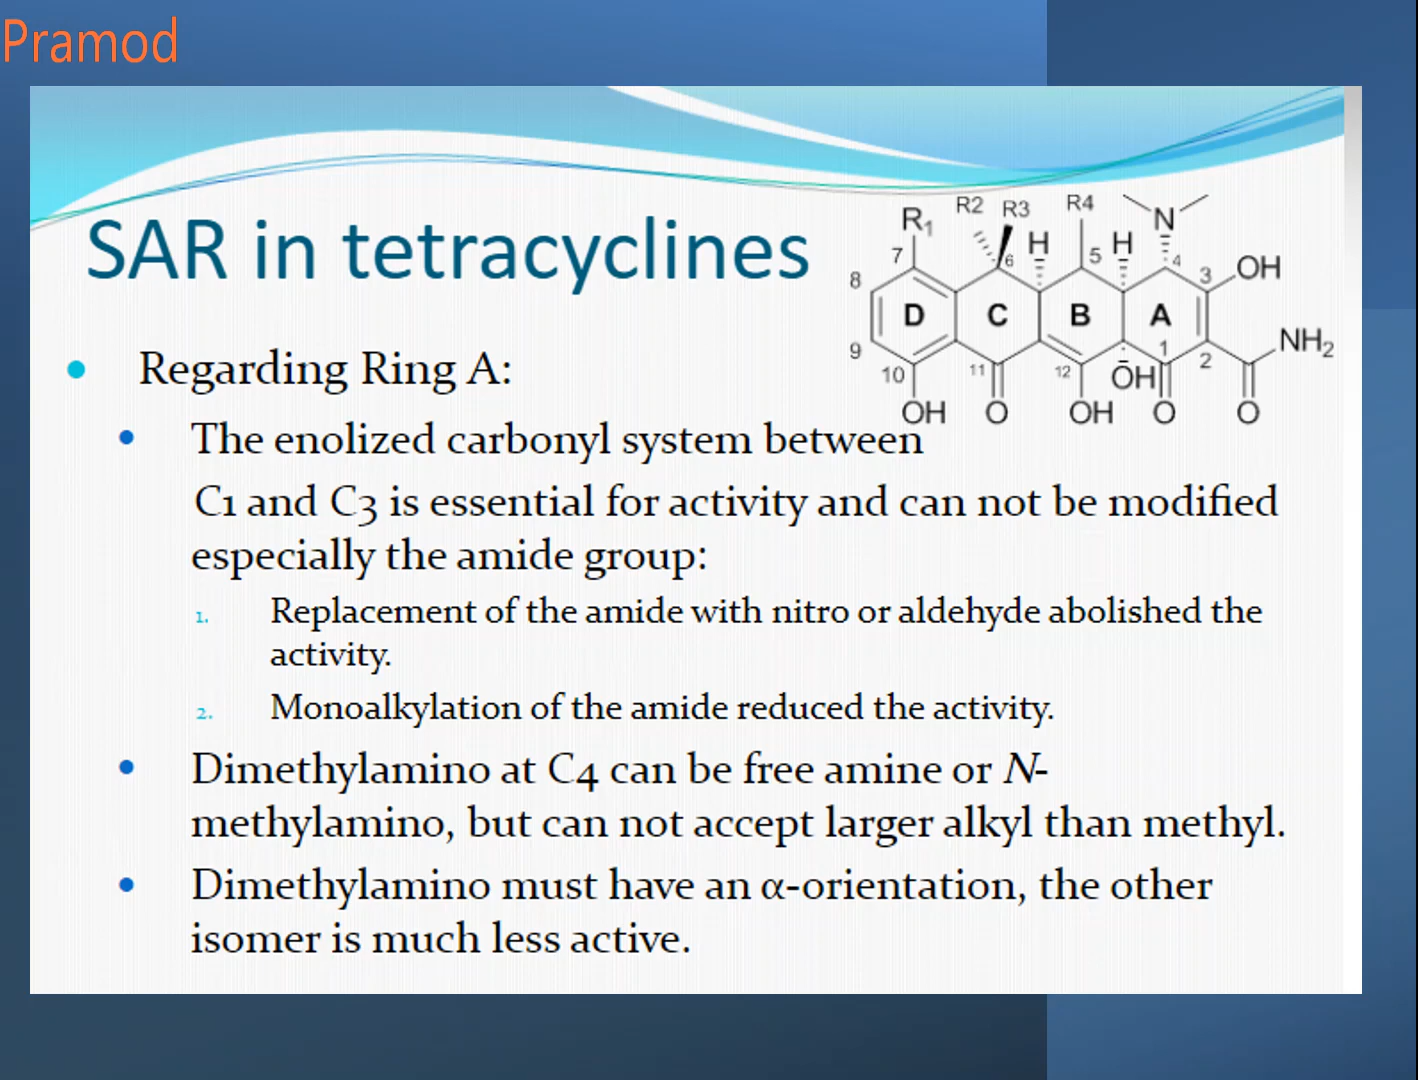 Pramod
SAR in tetracyclines
R1
R2
R3
R4
N
H
H
7
6
5
4
3
OH
8
D
C
B
A
9
10
11
12
1
2
NH2
OH
OH
O
OH
O
O
Regarding Ring A:
The enolized carbonyl system between
C1 and C3 is essential for activity and can not be modified
especially the amide group:
1. Replacement of the amide with nitro or aldehyde abolished the
activity.
2. Monoalkylation of the amide reduced the activity.
Dimethylamino at C4 can be free amine or N-
methylamino, but can not accept larger alkyl than methyl.
Dimethylamino must have an α-orientation, the other
isomer is much less active.